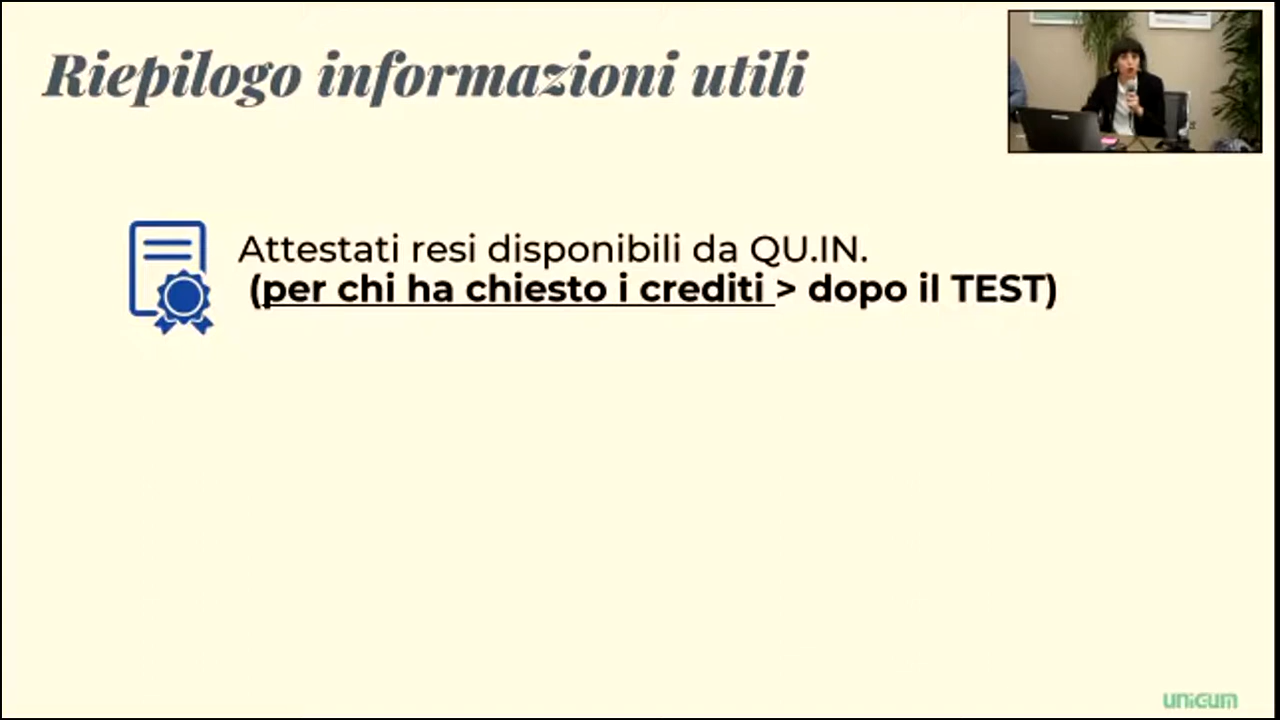 Riepilogo informazioni utili
Attestati resi disponibili da QU.IN.
(per chi ha chiesto i crediti > dopo il TEST)
unicum